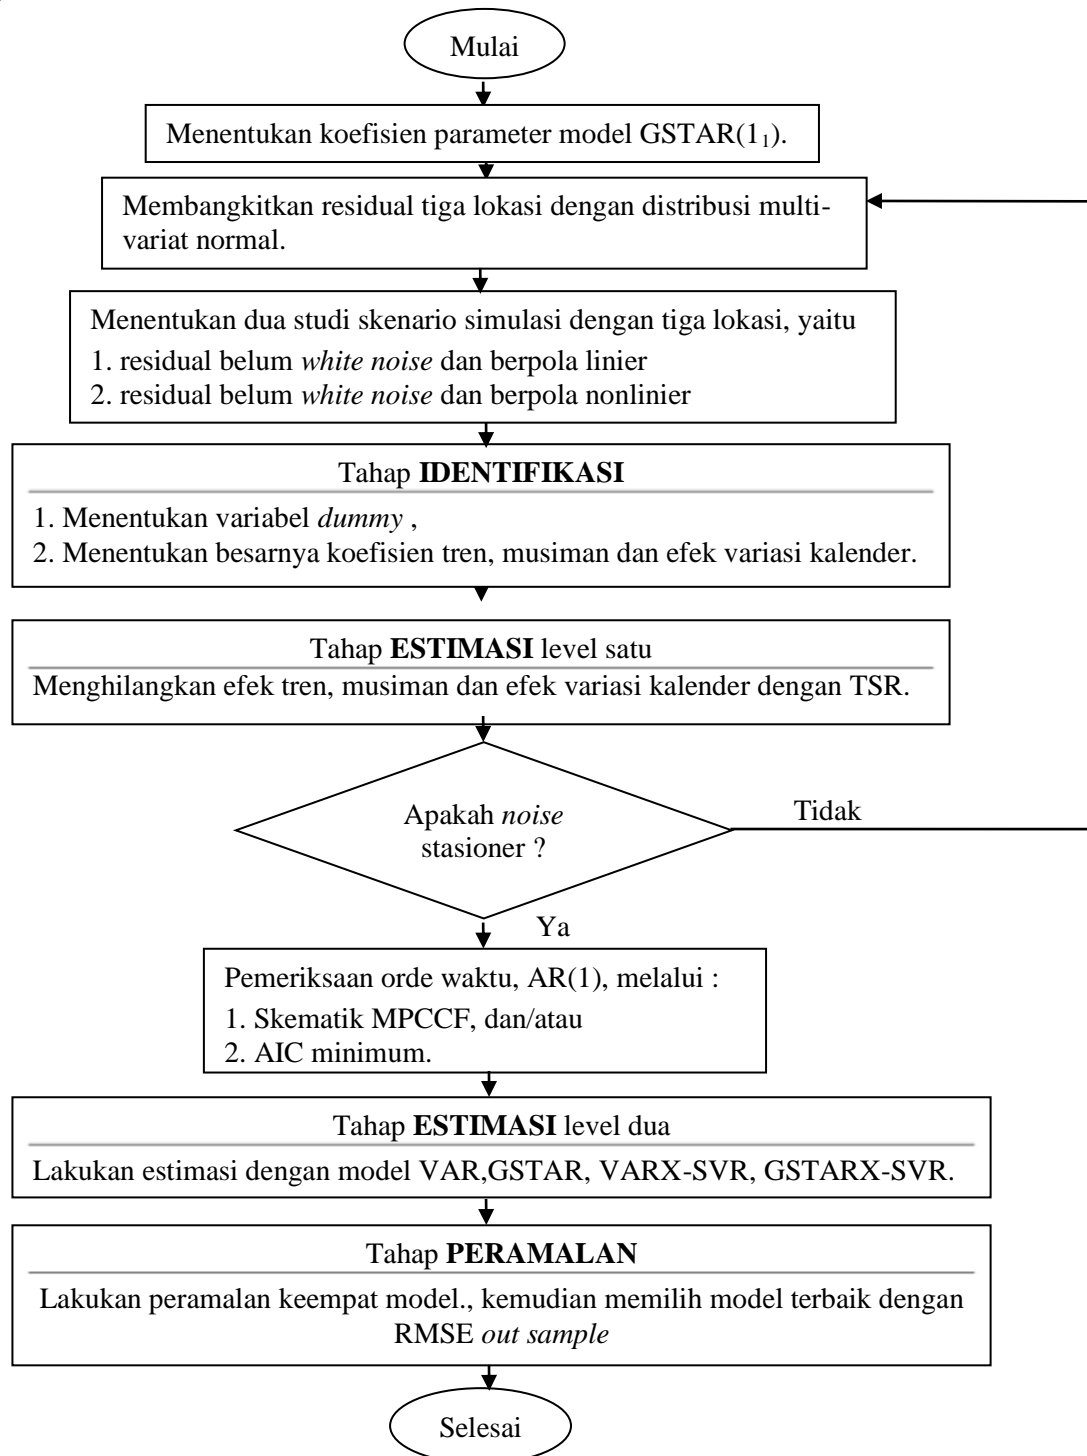 Mulai
Menentukan koefisien parameter model GSTAR(1₁).
Membangkitkan residual tiga lokasi dengan distribusi multi-
variat normal.
Menentukan dua studi skenario simulasi dengan tiga lokasi, yaitu
1. residual belum white noise dan berpola linier
2. residual belum white noise dan berpola nonlinier
Tahap IDENTIFIKASI
1. Menentukan variabel dummy ,
2. Menentukan besarnya koefisien tren, musiman dan efek variasi kalender.
Tahap ESTIMASI level satu
Menghilangkan efek tren, musiman dan efek variasi kalender dengan TSR.
Apakah noise
stasioner ?
Tidak
Ya
Pemeriksaan orde waktu, AR(1), melalui :
1. Skematik MPCCF, dan/atau
2. AIC minimum.
Tahap ESTIMASI level dua
Lakukan estimasi dengan model VAR,GSTAR, VARX-SVR, GSTARX-SVR.
Tahap PERAMALAN
Lakukan peramalan keempat model., kemudian memilih model terbaik dengan
RMSE out sample
Selesai